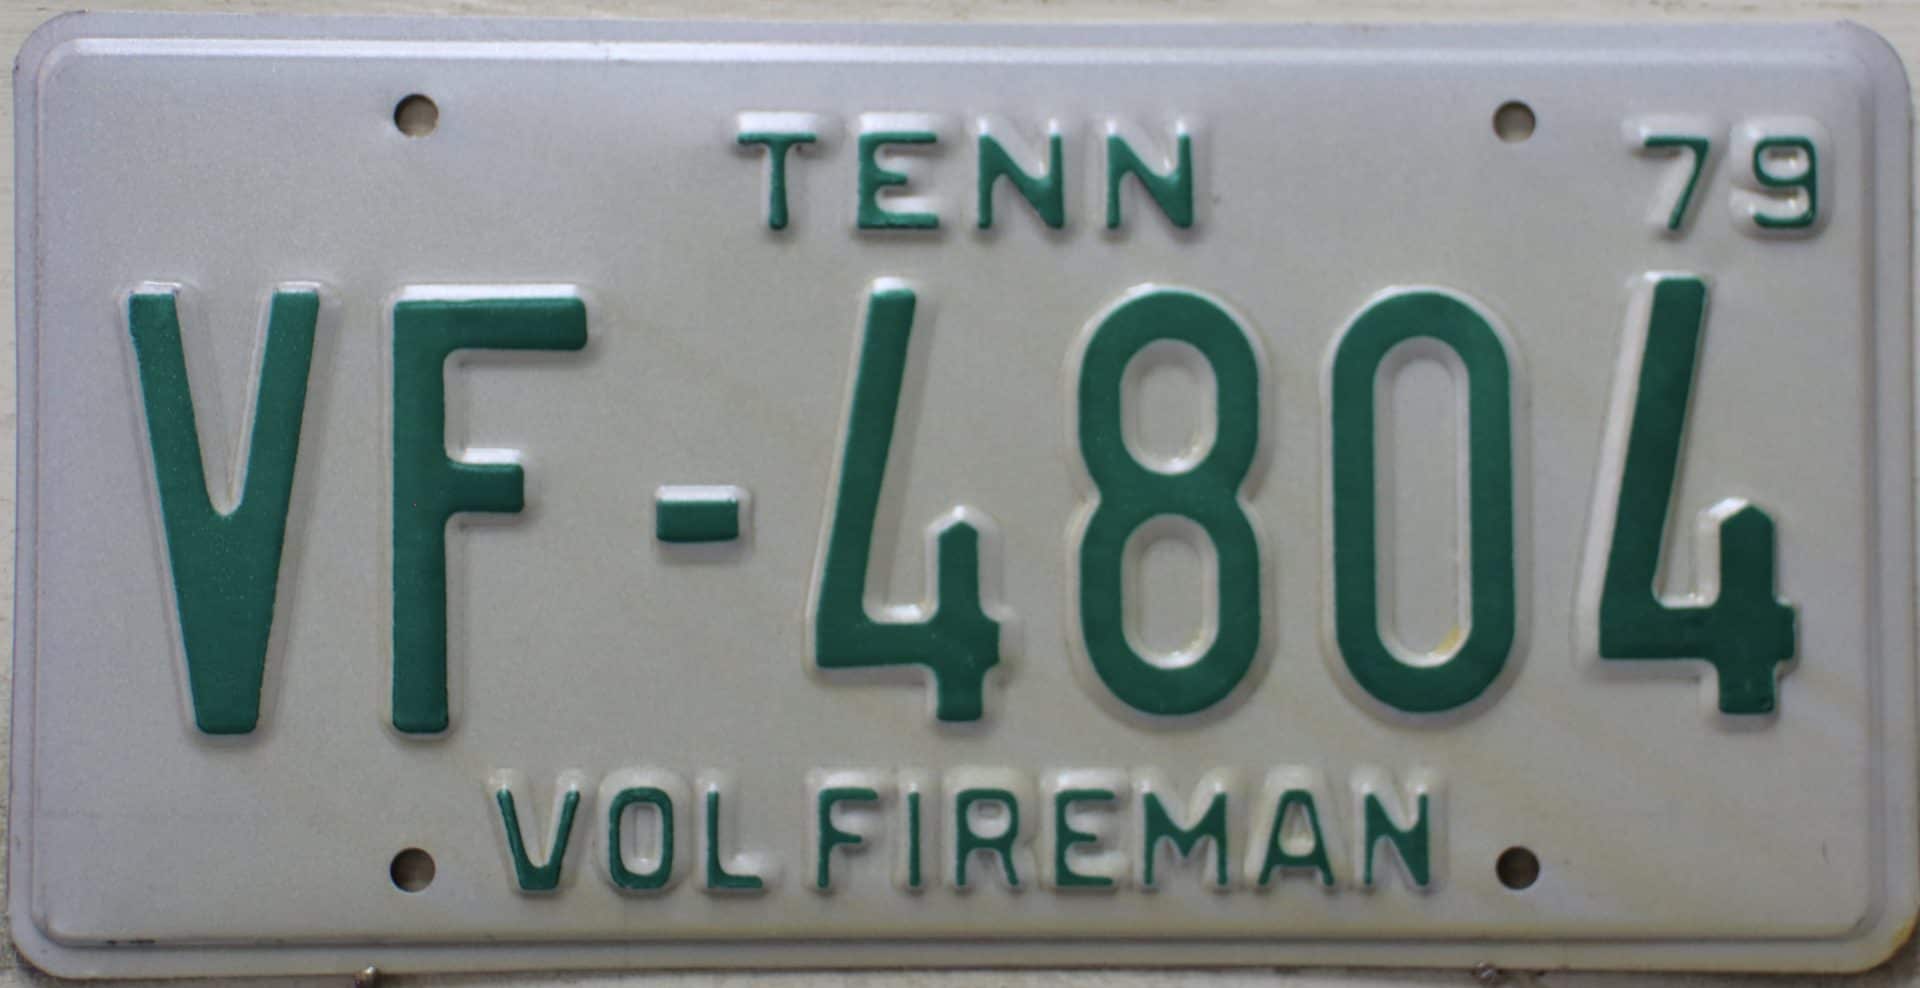 TENN 79
VF-4804
VOL FIREMAN